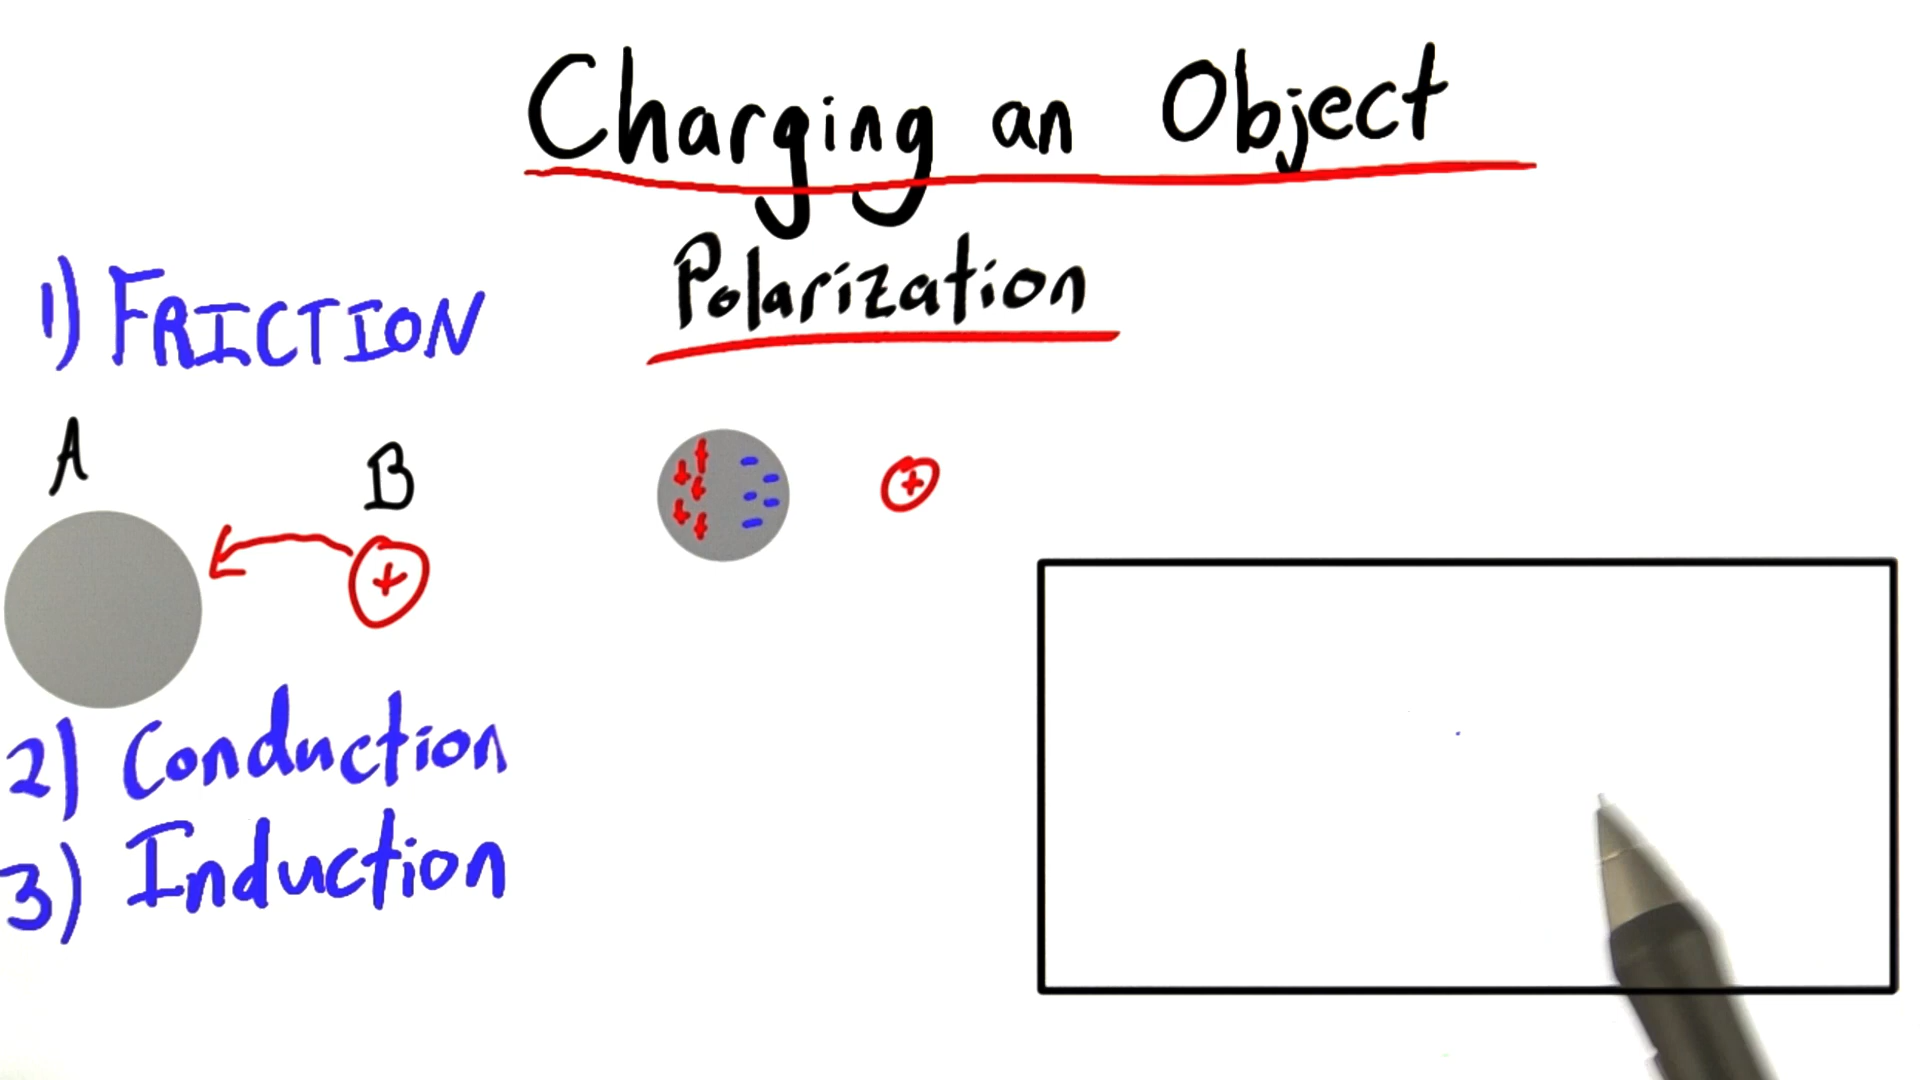 Charging an Object
Polarization
1) FRICTION
A
B
+
+
2) Conduction
3) Induction